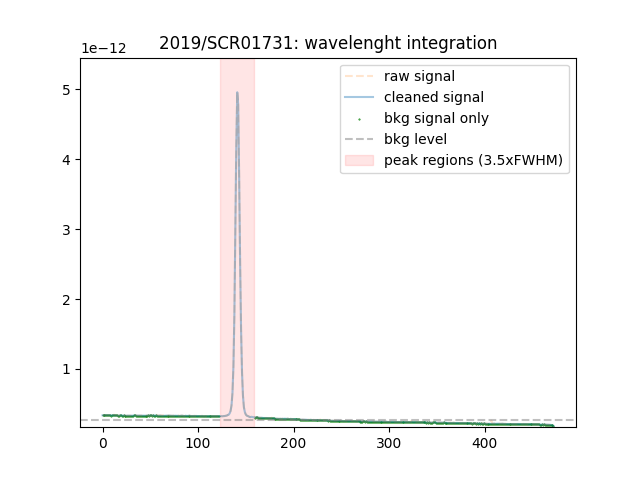 2019/SCR01731: wavelenght integration
1e−12
5
4
3
2
1
0
100
200
300
400
raw signal
cleaned signal
bkg signal only
bkg level
peak regions (3.5xFWHM)